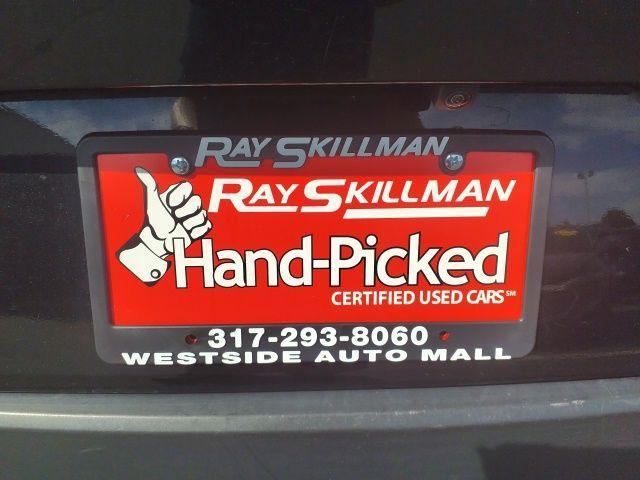 RAY SKILLMAN
RAY SKILLMAN
Hand-Picked
CERTIFIED USED CARS℠
317-293-8060
WESTSIDE AUTO MALL